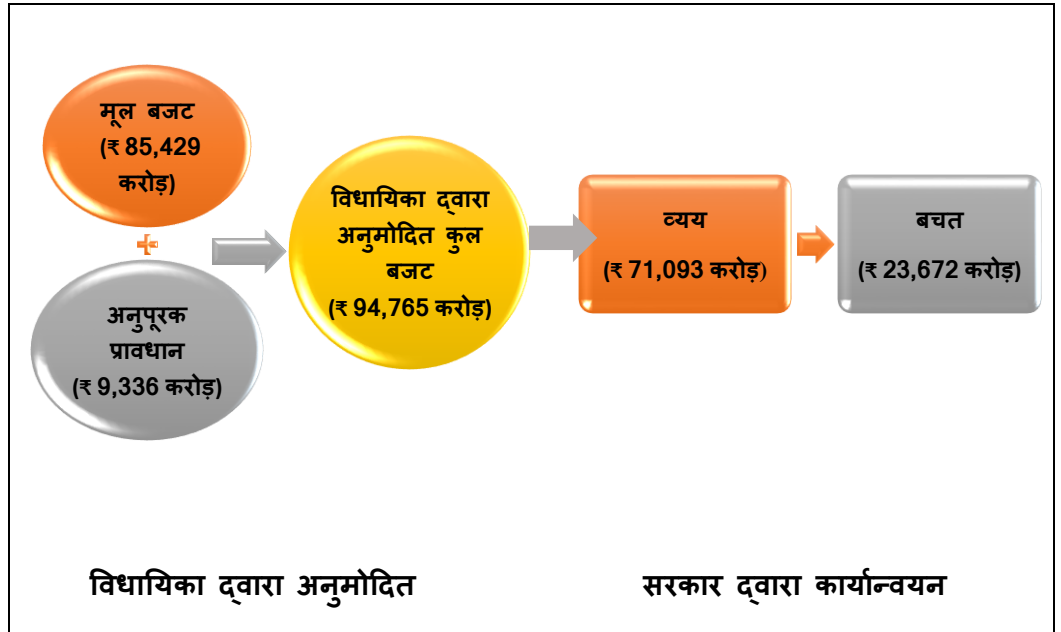 मूल बजट
(₹ 85,429
करोड़)
+
अनुपूरक
प्रावधान
(₹ 9,336 करोड़)
विधायिका द्वारा
अनुमोदित कुल
बजट
(₹ 94,765 करोड़)
व्यय
(₹ 71,093 करोड़)
बचत
(₹ 23,672 करोड़)
विधायिका द्वारा अनुमोदित
सरकार द्वारा कार्यान्वयन